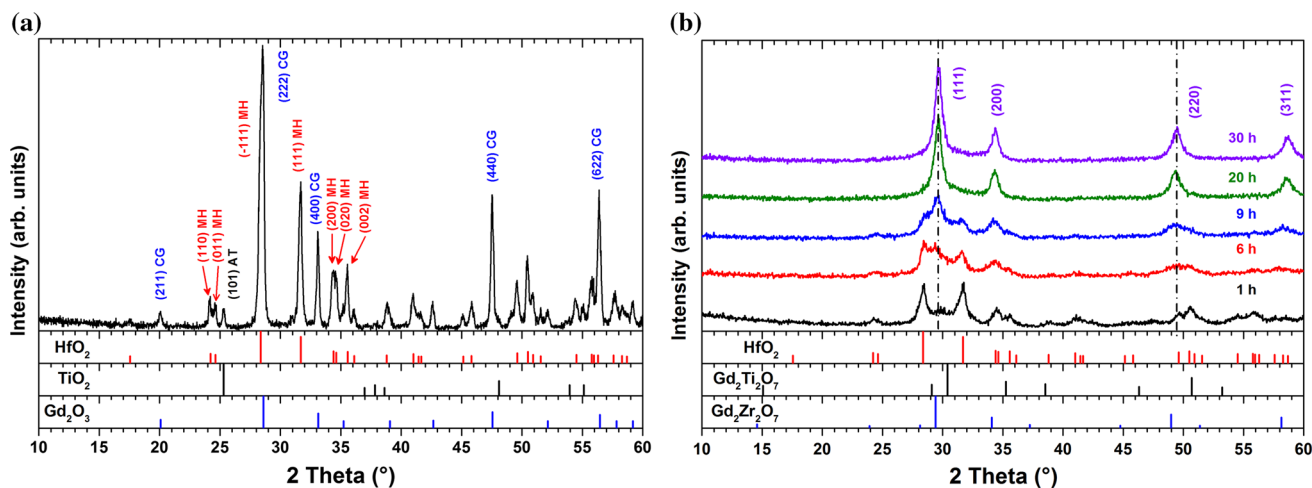 (a)
Intensity (arb. units)
(211) CG
(110) MH
(011) MH
(101) AT
(-111) MH
(222) CG
(111) MH
(400) CG
(200) MH
(020) MH
(002) MH
(440) CG
(622) CG
HfO₂
TiO₂
Gd₂O₃
10 15 20 25 30 35 40 45 50 55 60
2 Theta (°)
(b)
Intensity (arb. units)
(111)
(200)
(220)
(311)
30 h
20 h
9 h
6 h
1 h
HfO₂
Gd₂Ti₂O₇
Gd₂Zr₂O₇
10 15 20 25 30 35 40 45 50 55 60
2 Theta (°)